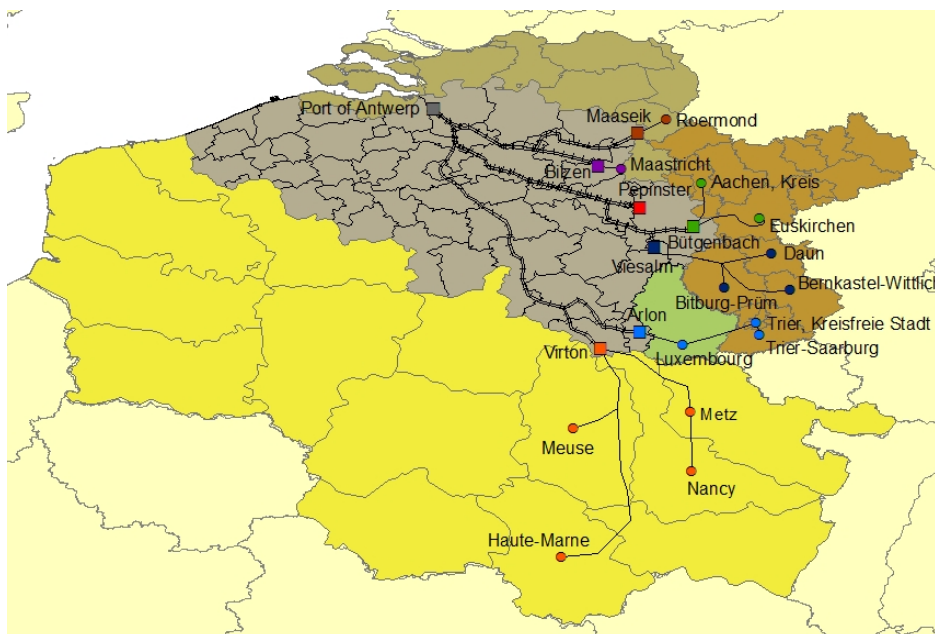 Port of Antwerp
Maaseik
Roermond
Bilzen
Maastricht
Pepinster
Aachen, Kreis
Euskirchen
Bütgenbach
Daun
Viesalm
Bernkastel-Wittlich
Bitburg-Prüm
Arlon
Trier, Kreisfreie Stadt
Trier-Saarburg
Luxembourg
Virton
Metz
Meuse
Nancy
Haute-Marne